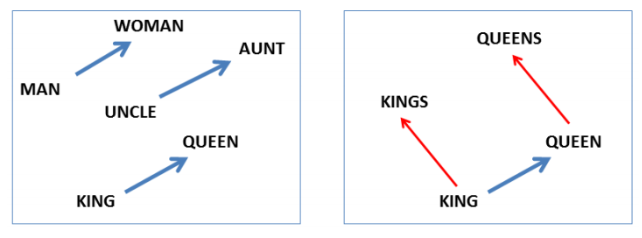 WOMAN
AUNT
MAN
UNCLE
QUEEN
KING
QUEENS
KINGS
QUEEN
KING